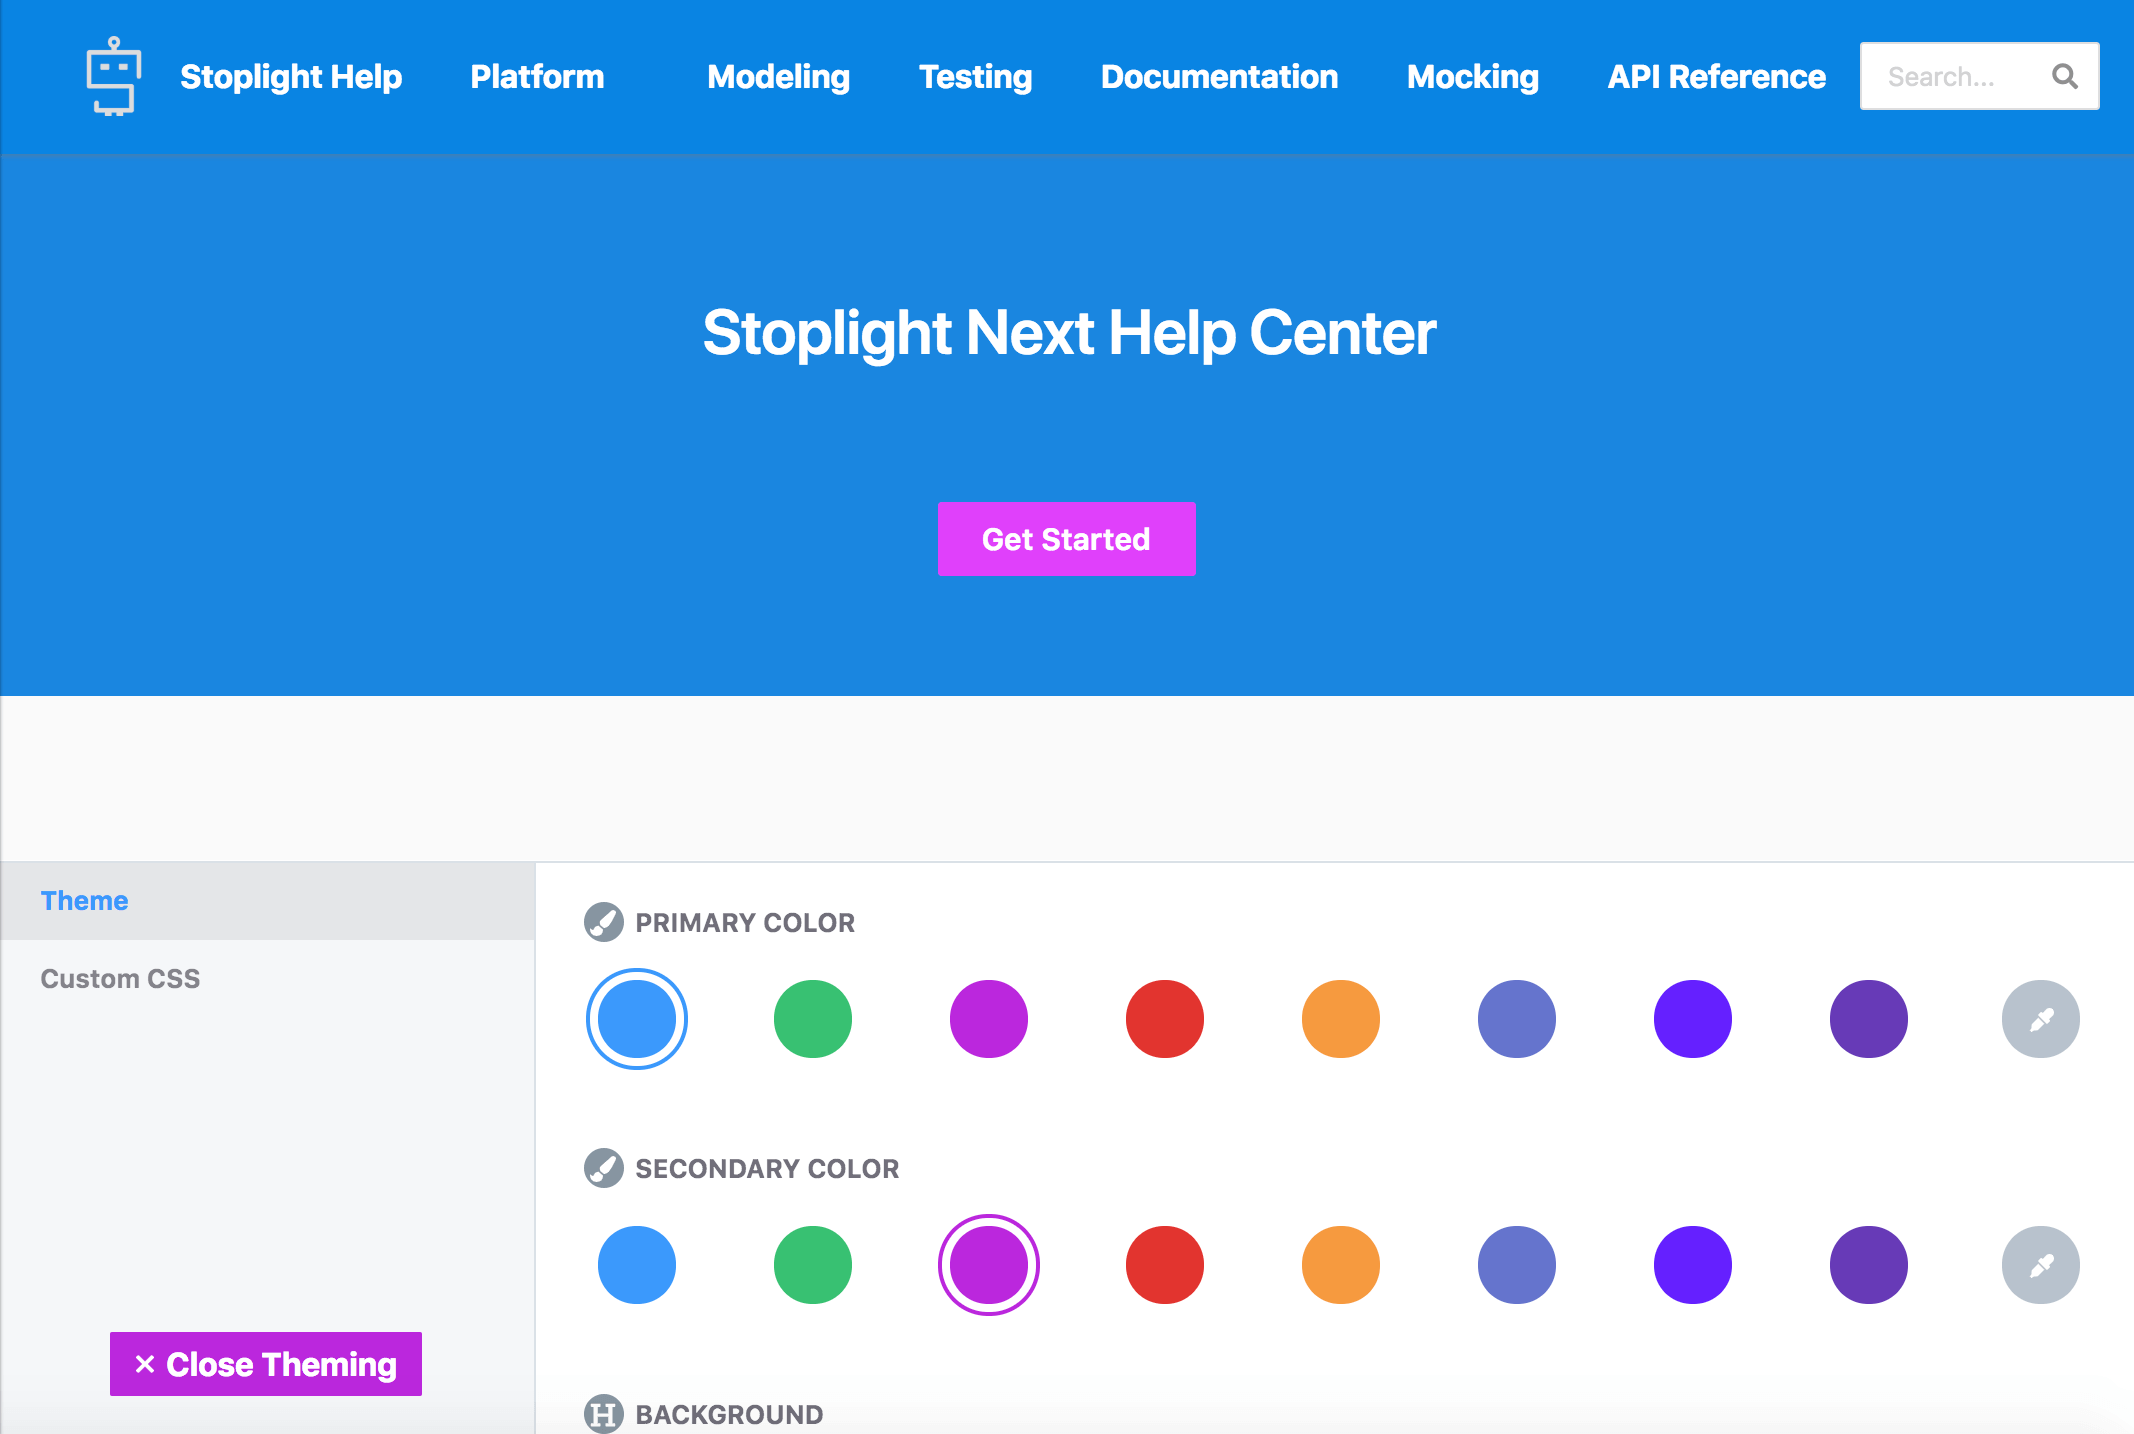 Stoplight Help Platform Modeling Testing Documentation Mocking API Reference Search...
Stoplight Next Help Center
Get Started
Theme
Custom CSS
× Close Theming
PRIMARY COLOR
SECONDARY COLOR
H BACKGROUND